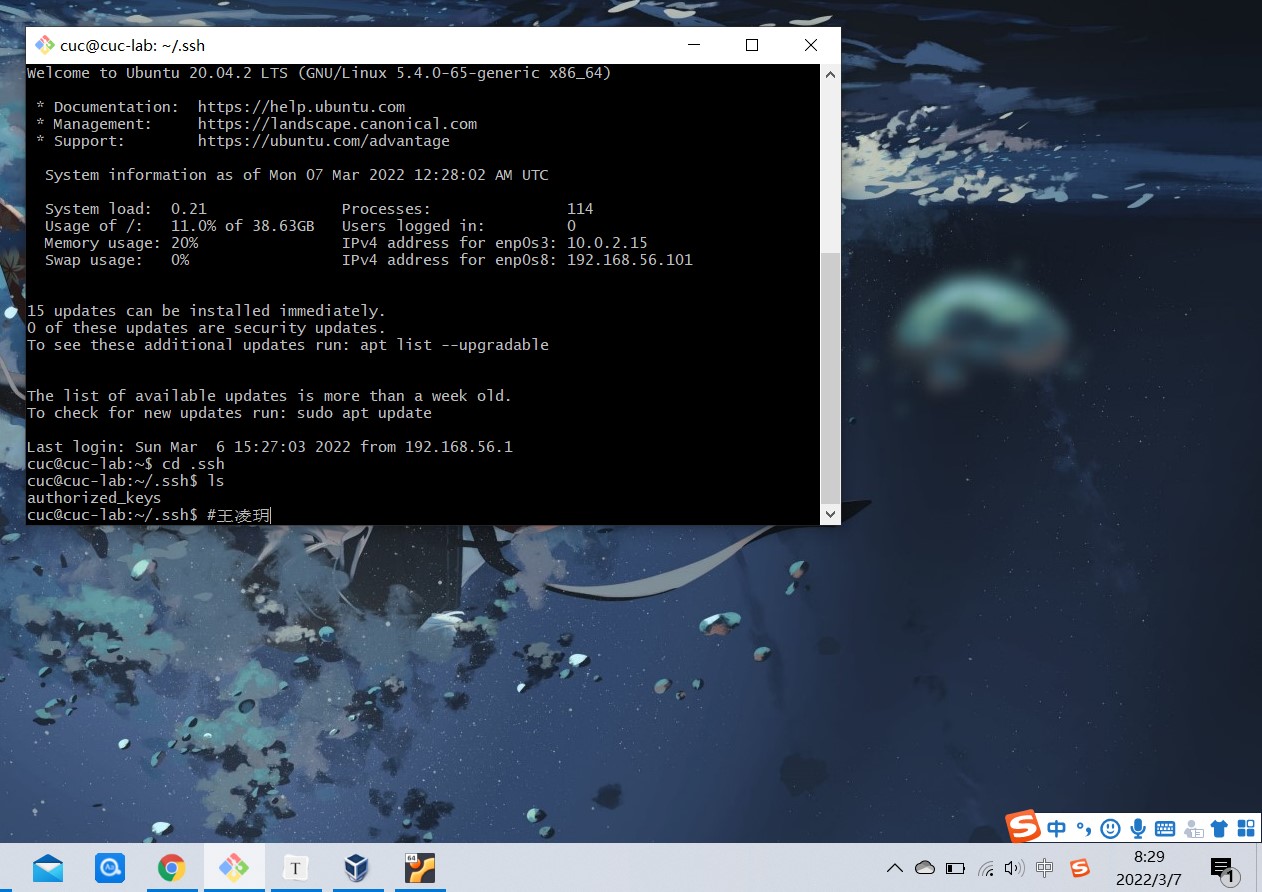 cuc@cuc-lab: ~/.ssh
Welcome to Ubuntu 20.04.2 LTS (GNU/Linux 5.4.0-65-generic x86_64)
* Documentation:  https://help.ubuntu.com
* Management:     https://landscape.canonical.com
* Support:        https://ubuntu.com/advantage
System information as of Mon 07 Mar 2022 12:28:02 AM UTC
System load:  0.21               Processes:               114
Usage of /:   11.0% of 38.63GB   Users logged in:         0
Memory usage: 20%                IPv4 address for enp0s3: 10.0.2.15
Swap usage:   0%                 IPv4 address for enp0s8: 192.168.56.101
15 updates can be installed immediately.
0 of these updates are security updates.
To see these additional updates run: apt list --upgradable
The list of available updates is more than a week old.
To check for new updates run: sudo apt update
Last login: Sun Mar  6 15:27:03 2022 from 192.168.56.1
cuc@cuc-lab:~$ cd .ssh
cuc@cuc-lab:~/.ssh$ ls
authorized_keys
cuc@cuc-lab:~/.ssh$ #王凌玥
S 中 °,
T
64
中 S
8:29
2022/3/7
1